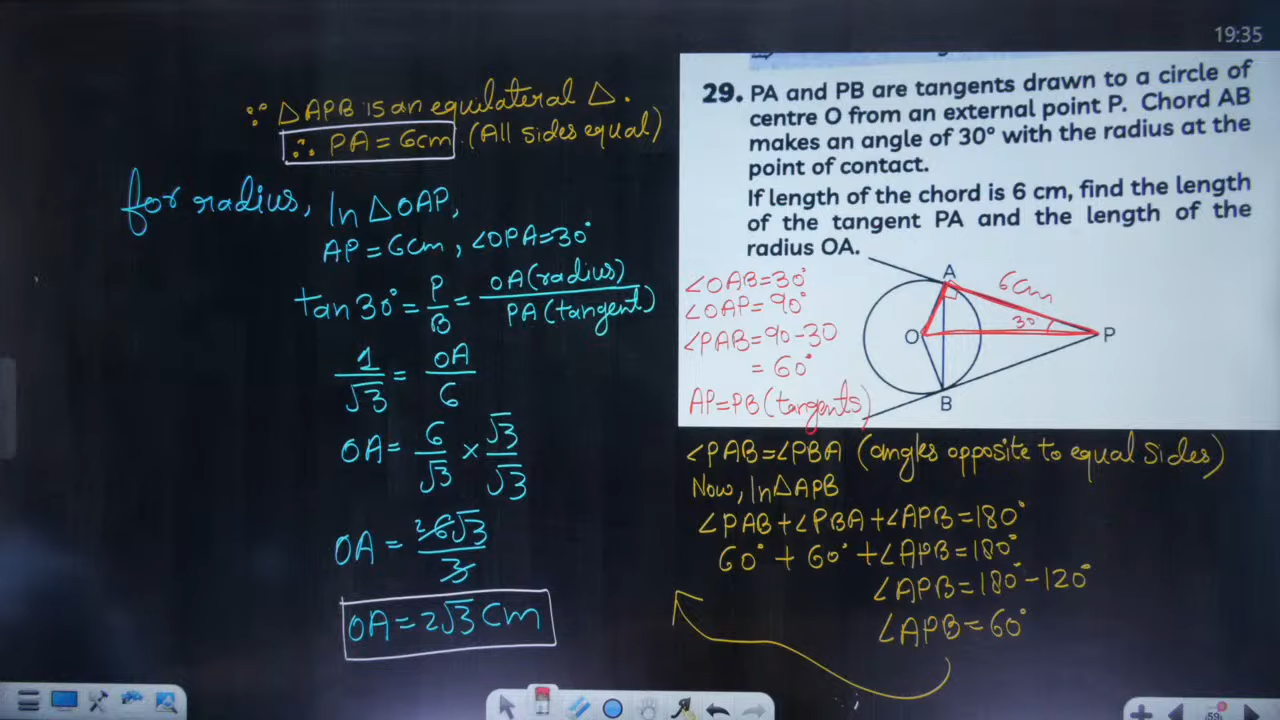 19:35
∵ △APB is an equilateral △.
∴ PA = 6cm (All sides equal)
for radius, In △OAP,
AP = 6cm, ∠OPA = 30°
tan 30° = P/B = OA (radius)/PA (tangent)
1/√3 = OA/6
OA = 6/√3 × √3/√3
OA = 2 6√3/3
OA = 2√3 Cm
29. PA and PB are tangents drawn to a circle of
centre O from an external point P. Chord AB
makes an angle of 30° with the radius at the
point of contact.
If length of the chord is 6 cm, find the length
of the tangent PA and the length of the
radius OA.
∠OAB = 30°
∠OAP = 90°
∠PAB = 90 - 30
= 60°
AP = PB (tangents)
A
6cm
30
O
P
B
∠PAB = ∠PBA (angles opposite to equal sides)
Now, In △APB
∠PAB + ∠PBA + ∠APB = 180°
60° + 60° + ∠APB = 180°
∠APB = 180° - 120°
∠APB = 60°
59